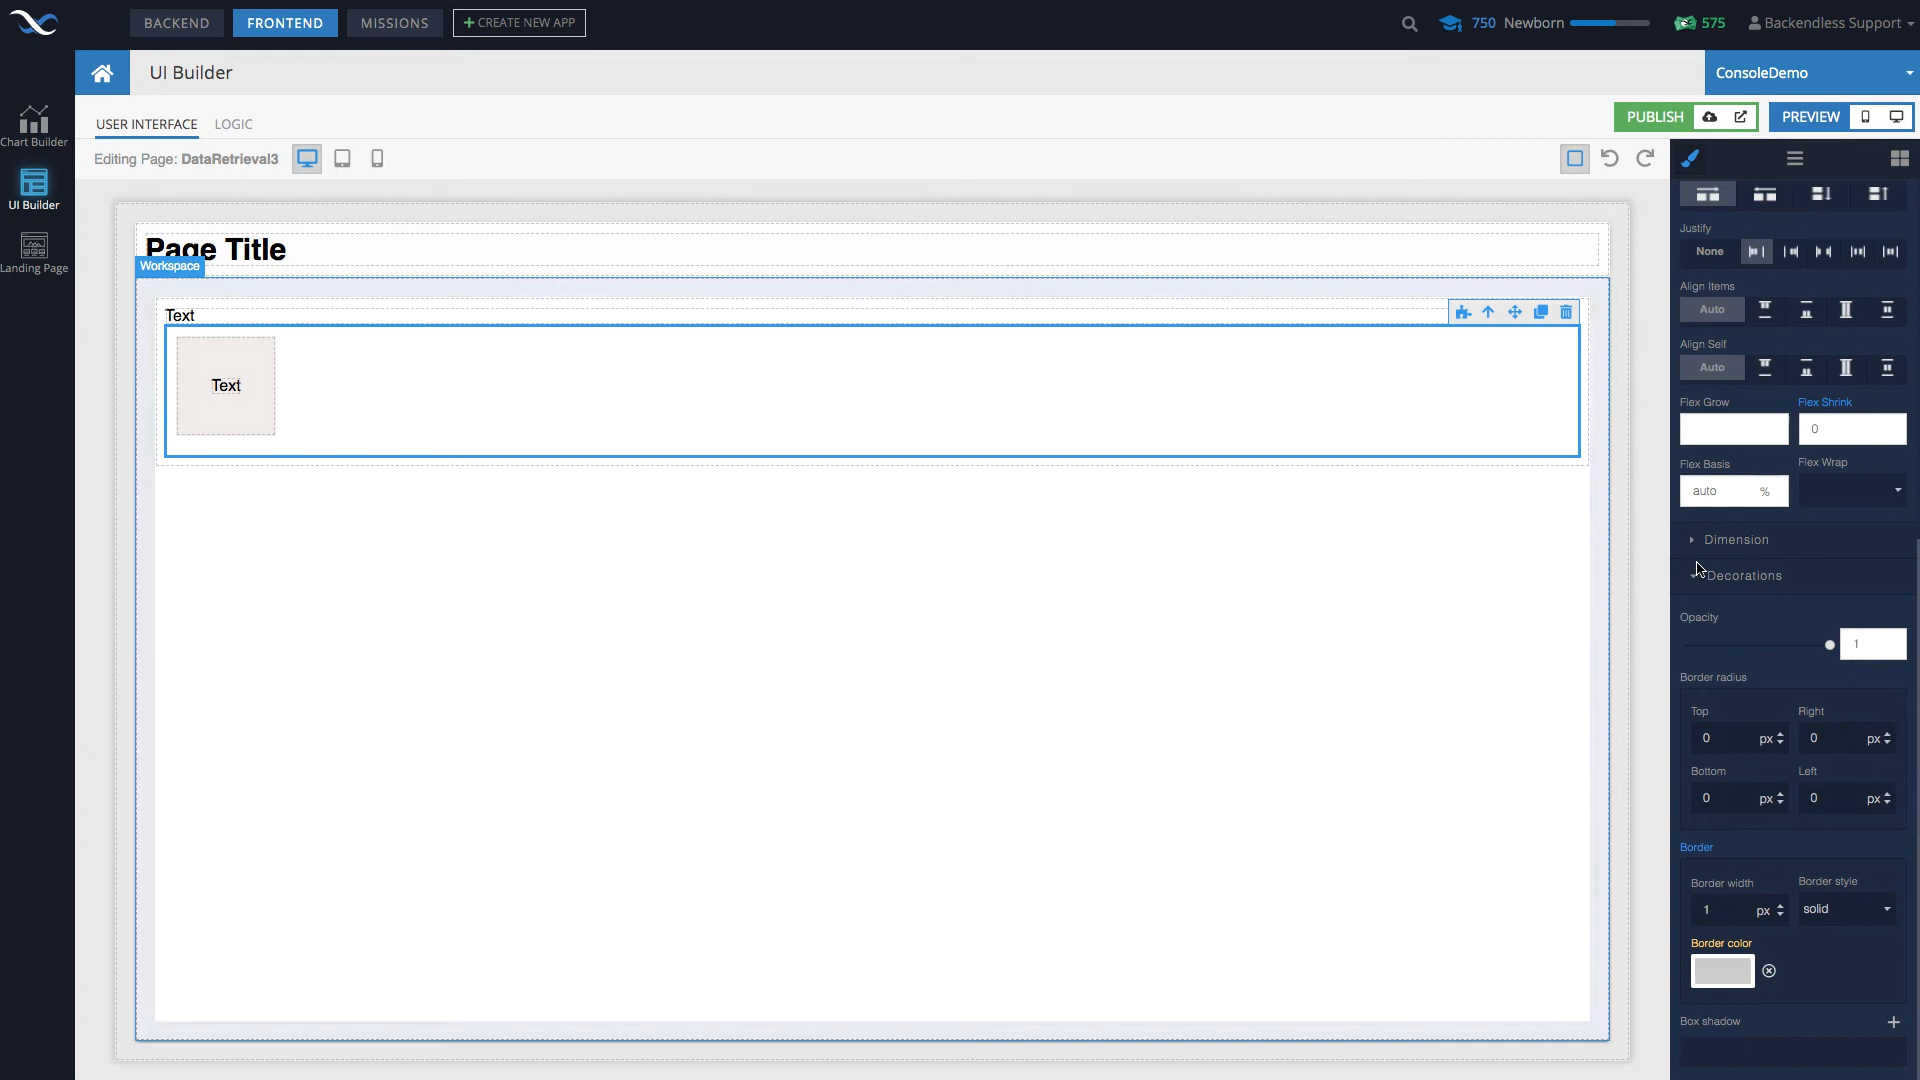 BACKEND
FRONTEND
MISSIONS
+ CREATE NEW APP
750 Newborn
575
Backendless Support
UI Builder
ConsoleDemo
Chart Builder
UI Builder
Landing Page
USER INTERFACE
LOGIC
PUBLISH
PREVIEW
Editing Page: DataRetrieval3
Page Title
Workspace
Text
Text
Justify
None
Align Items
Auto
Align Self
Auto
Flex Grow
Flex Shrink
0
Flex Basis
Flex Wrap
auto %
Dimension
Decorations
Opacity
1
Border radius
Top
Right
0 px
0 px
Bottom
Left
0 px
0 px
Border
Border width
Border style
1 px
solid
Border color
Box shadow